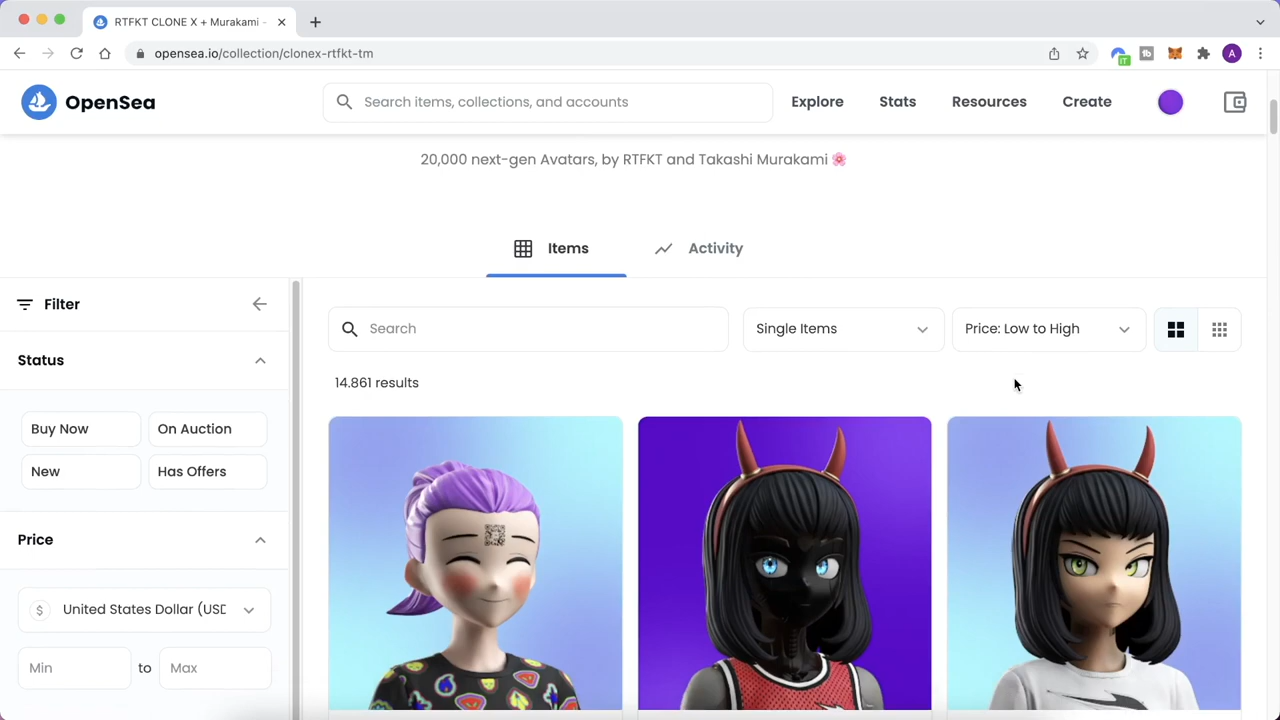 RTFKT CLONE X + Murakami -
opensea.io/collection/clonex-rtfkt-tm
IT
A
OpenSea
Search items, collections, and accounts
Explore
Stats
Resources
Create
20,000 next-gen Avatars, by RTFKT and Takashi Murakami 🌸
Items
Activity
Filter
Search
Single Items
Price: Low to High
Status
14.861 results
Buy Now
On Auction
New
Has Offers
Price
$ United States Dollar (USD
Min
to
Max